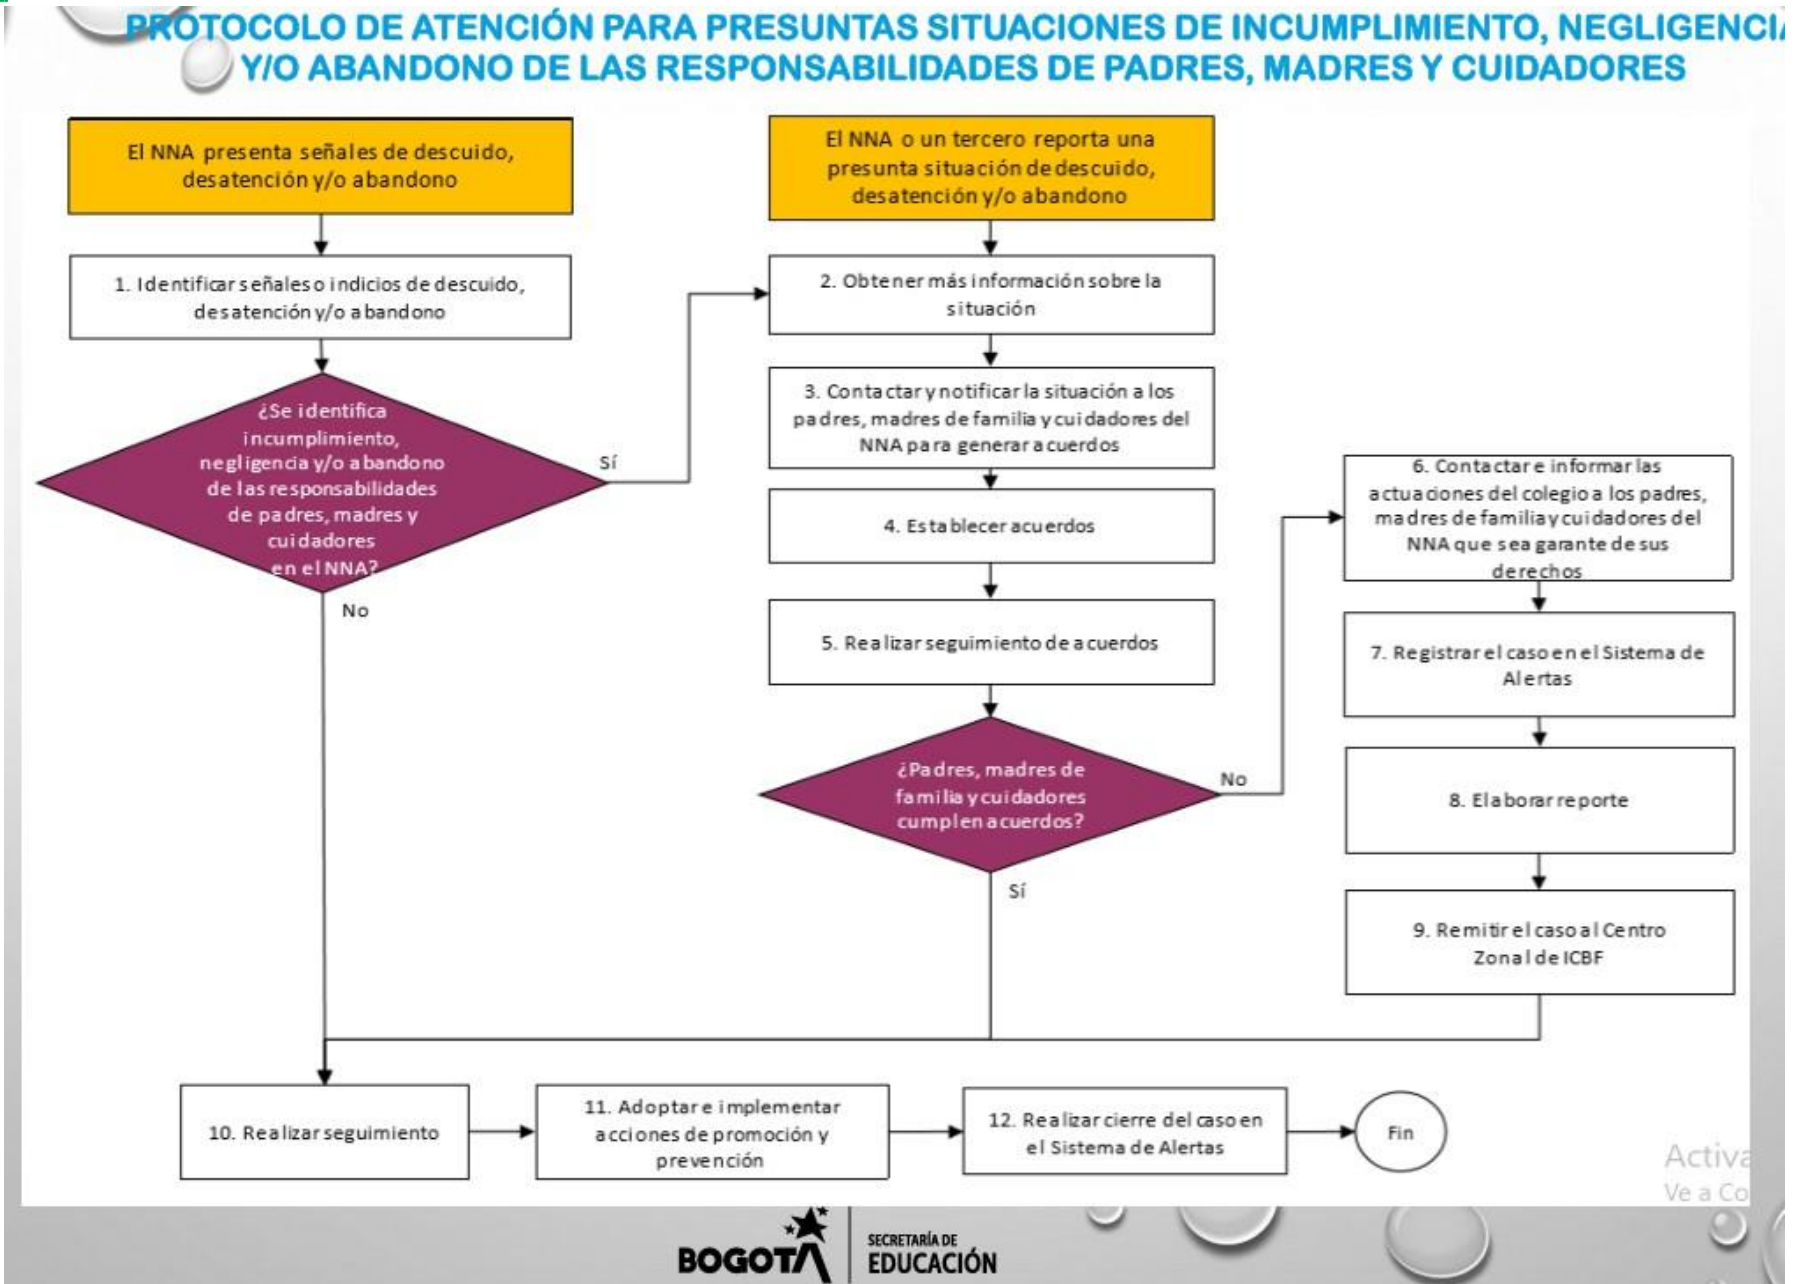 PROTOCOLO DE ATENCIÓN PARA PRESUNTAS SITUACIONES DE INCUMPLIMIENTO, NEGLIGENCIA
Y/O ABANDONO DE LAS RESPONSABILIDADES DE PADRES, MADRES Y CUIDADORES
El NNA presenta señales de descuido,
desatención y/o abandono
1. Identificar señales o indicios de descuido,
desatención y/o abandono
¿Se identifica
incumplimiento,
negligencia y/o abandono
de las responsabilidades
de padres, madres y
cuidadores
en el NNA?
Sí
No
El NNA o un tercero reporta una
presunta situación de descuido,
desatención y/o abandono
2. Obtener más información sobre la
situación
3. Contactar y notificar la situación a los
padres, madres de familia y cuidadores del
NNA para generar acuerdos
4. Establecer acuerdos
5. Realizar seguimiento de acuerdos
¿Padres, madres de
familia y cuidadores
cumplen acuerdos?
No
Sí
6. Contactar e informar las
actuaciones del colegio a los padres,
madres de familia y cuidadores del
NNA que sea garante de sus
derechos
7. Registrar el caso en el Sistema de
Alertas
8. Elaborar reporte
9. Remitir el caso al Centro
Zonal de ICBF
10. Realizar seguimiento
11. Adoptar e implementar
acciones de promoción y
prevención
12. Realizar cierre del caso en
el Sistema de Alertas
Fin
Activa
Ve a Co
BOGOTÁ
SECRETARÍA DE
EDUCACIÓN